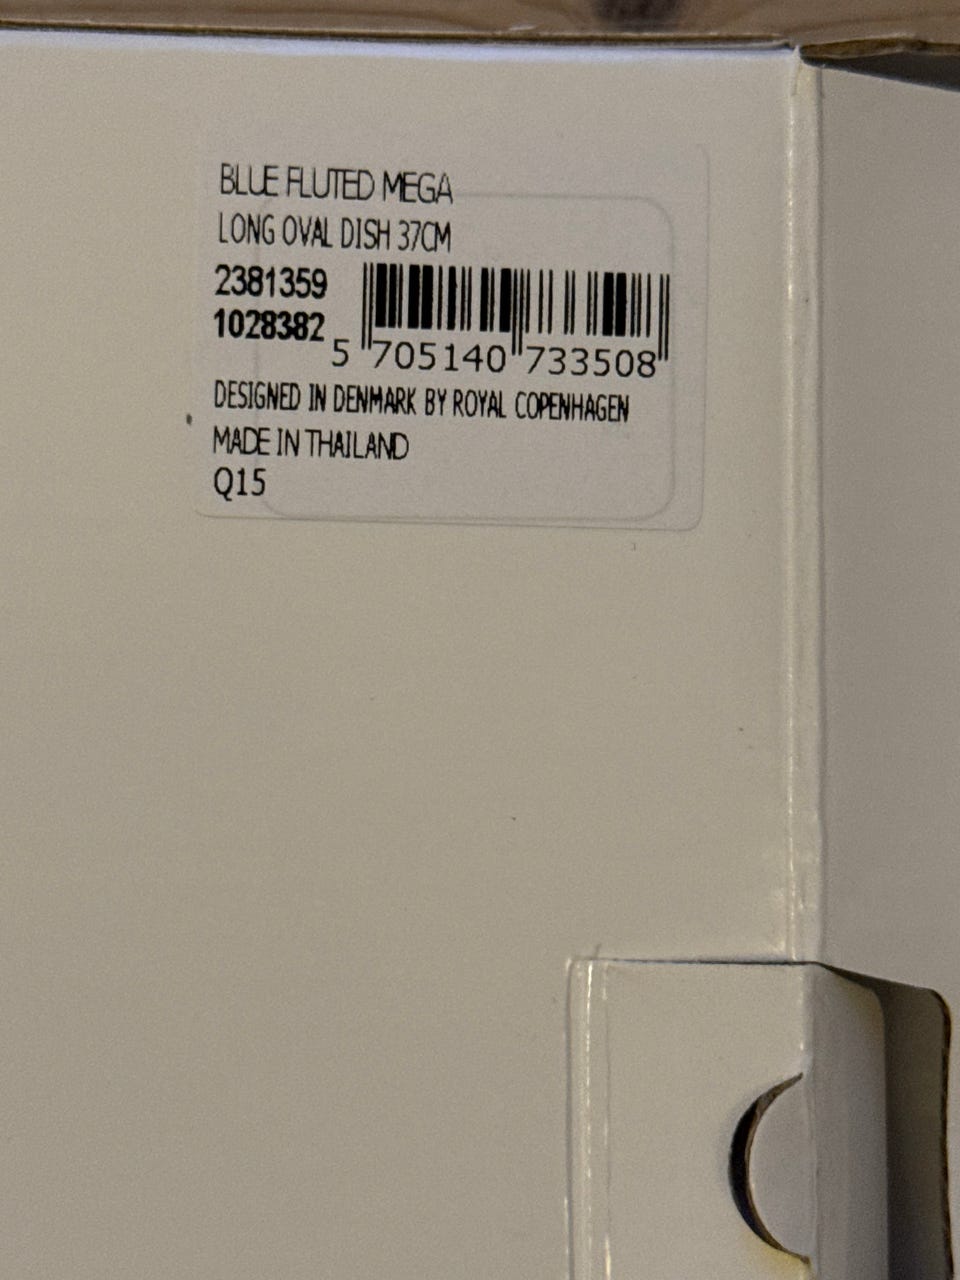 BLUE FLUTED MEGA
LONG OVAL DISH 37CM
2381359
1028382
5 705140 733508
DESIGNED IN DENMARK BY ROYAL COPENHAGEN
MADE IN THAILAND
Q15